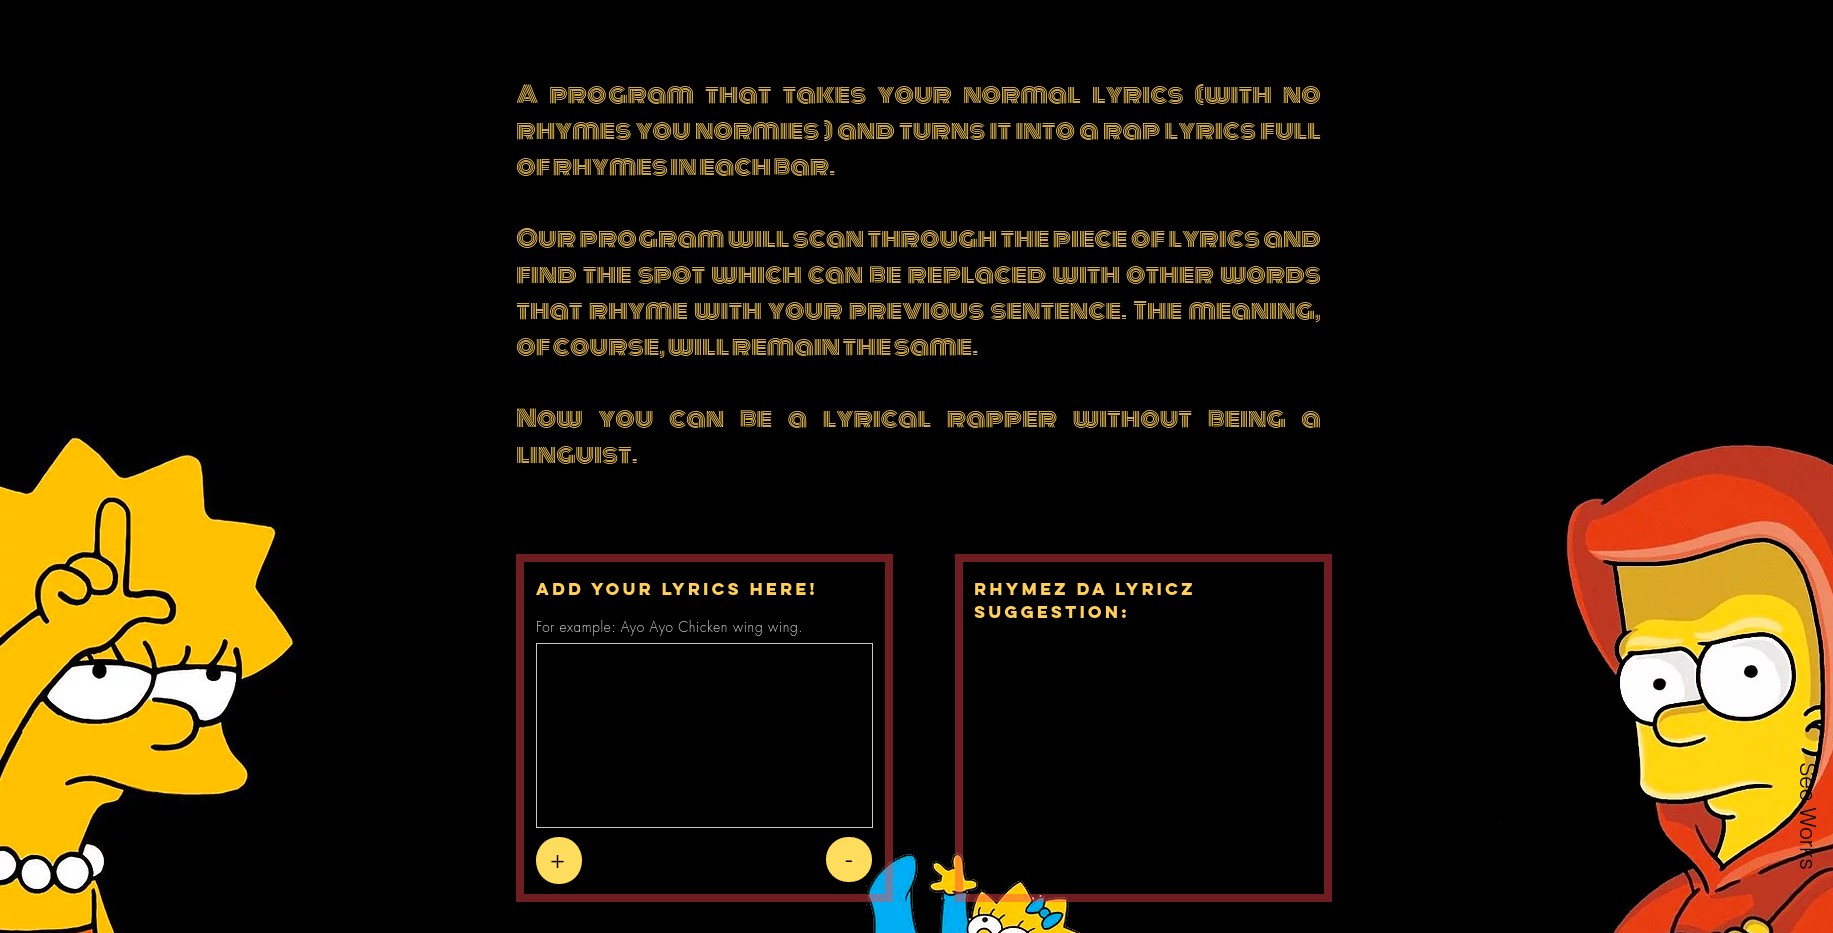 A program that takes your normal lyrics (with no
rhymes you normies ) and turns it into a rap lyrics full
of rhymes in each bar.
Our program will scan through the piece of lyrics and
find the spot which can be replaced with other words
that rhyme with your previous sentence. The meaning,
of course, will remain the same.
Now you can be a lyrical rapper without being a
linguist.
ADD YOUR LYRICS HERE!
For example: Ayo Ayo Chicken wing wing.
+
-
RHYMEZ DA LYRICZ
SUGGESTION:
See Works